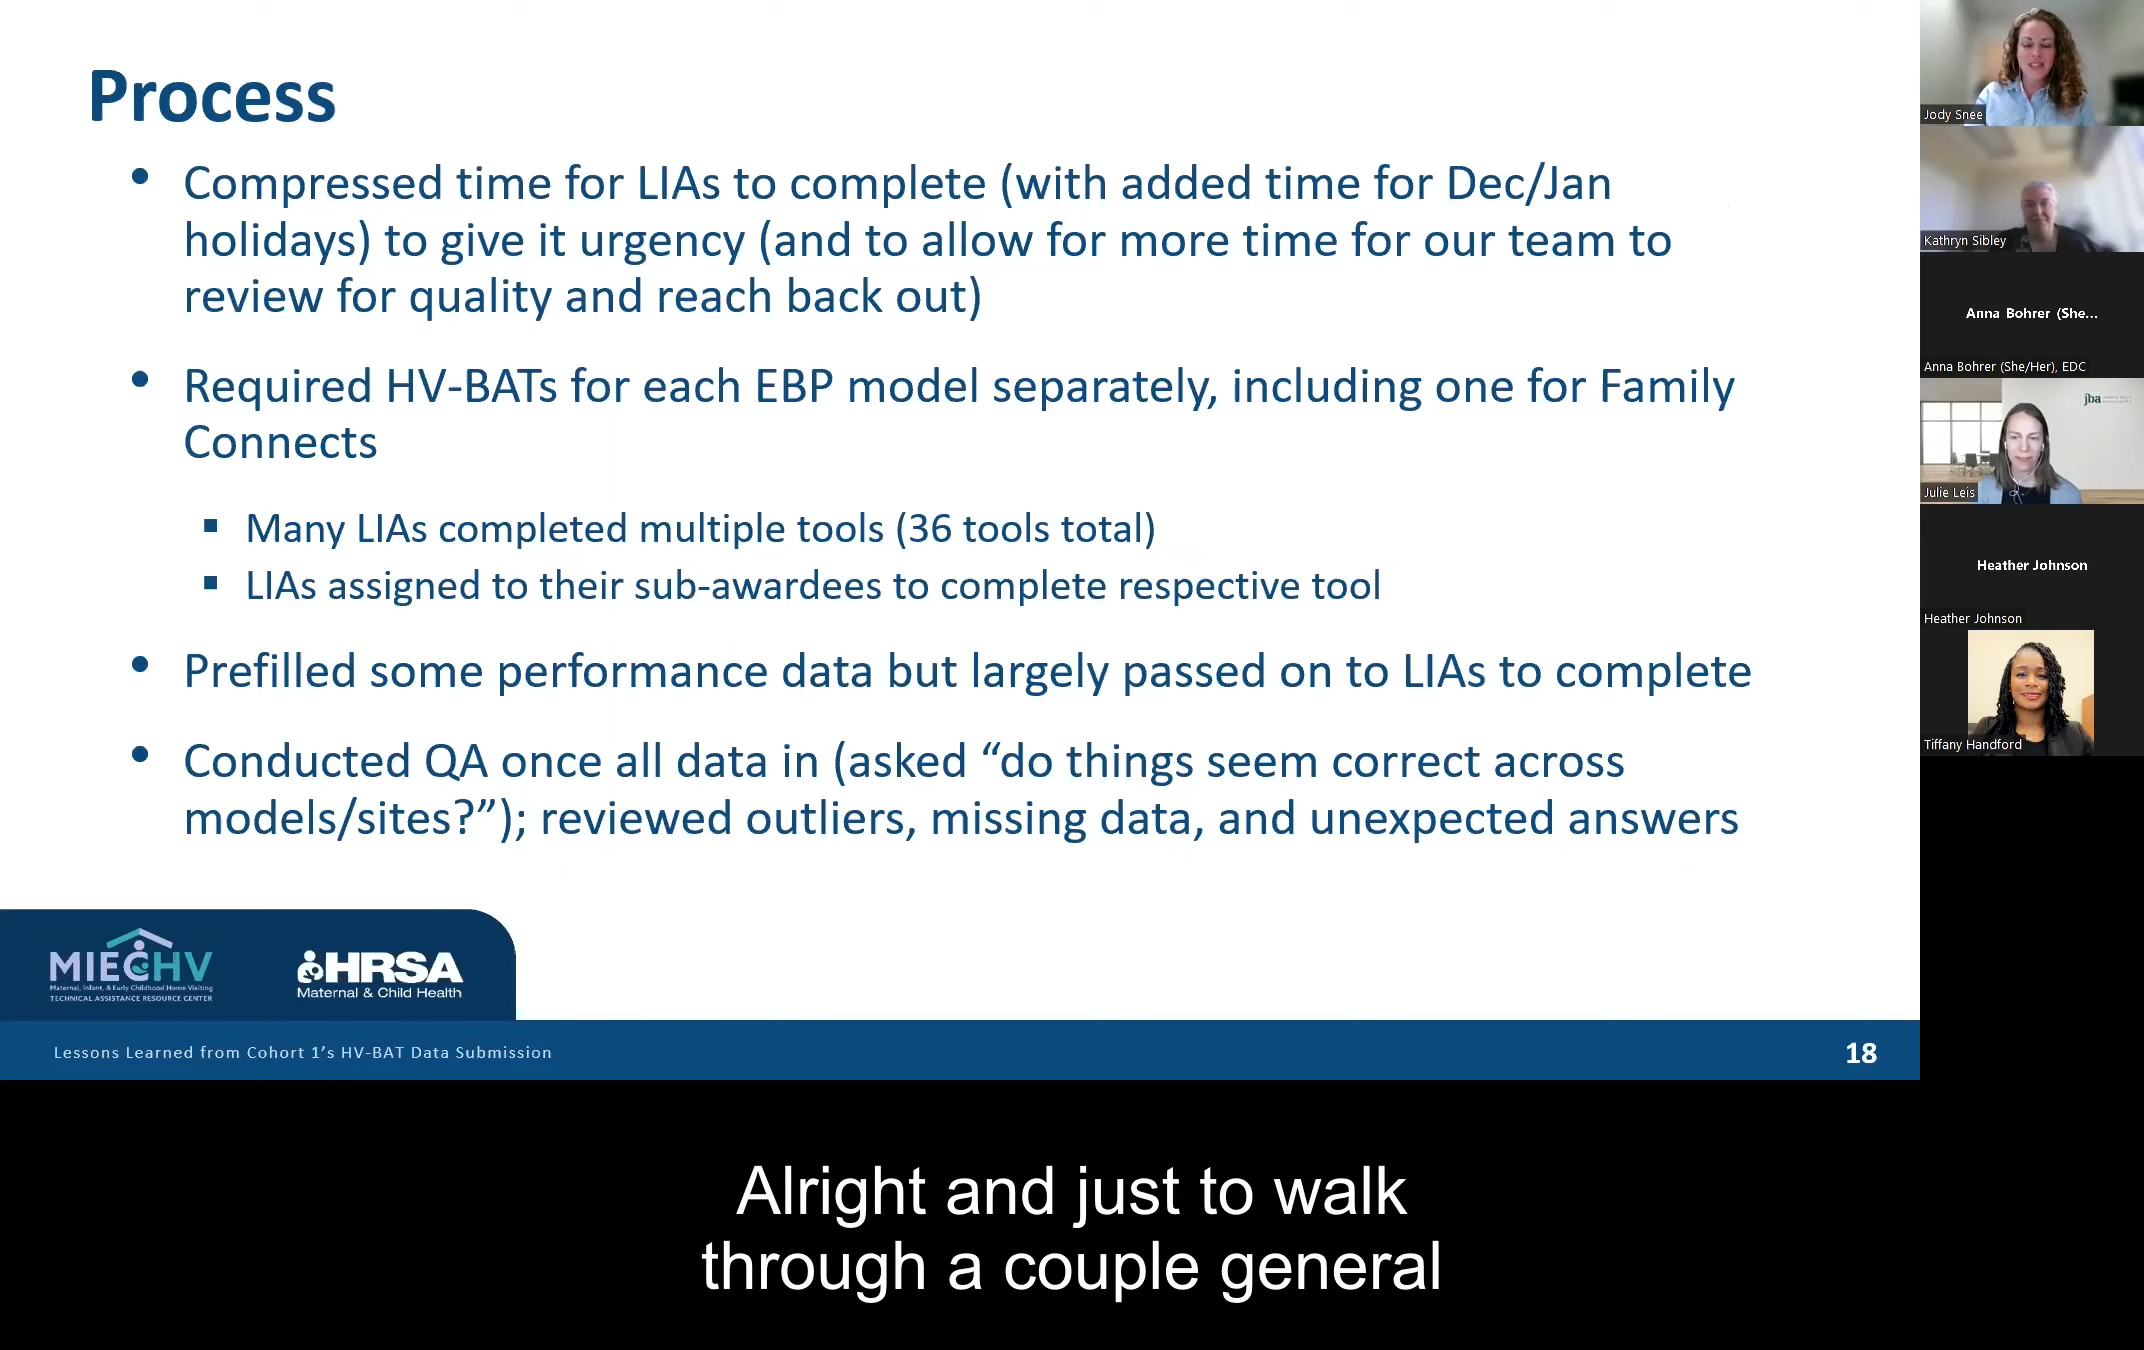 Process
• Compressed time for LIAs to complete (with added time for Dec/Jan
holidays) to give it urgency (and to allow for more time for our team to
review for quality and reach back out)
• Required HV-BATs for each EBP model separately, including one for Family
Connects
▪ Many LIAs completed multiple tools (36 tools total)
▪ LIAs assigned to their sub-awardees to complete respective tool
• Prefilled some performance data but largely passed on to LIAs to complete
• Conducted QA once all data in (asked “do things seem correct across
models/sites?”); reviewed outliers, missing data, and unexpected answers
MIECHV
Maternal, Infant, & Early Childhood Home Visiting
TECHNICAL ASSISTANCE RESOURCE CENTER
HRSA
Maternal & Child Health
Lessons Learned from Cohort 1’s HV-BAT Data Submission
18
Jody Snee
Kathryn Sibley
Anna Bohrer (She...
Anna Bohrer (She/Her), EDC
jba
Julie Leis
Heather Johnson
Heather Johnson
Tiffany Handford
Alright and just to walk
through a couple general